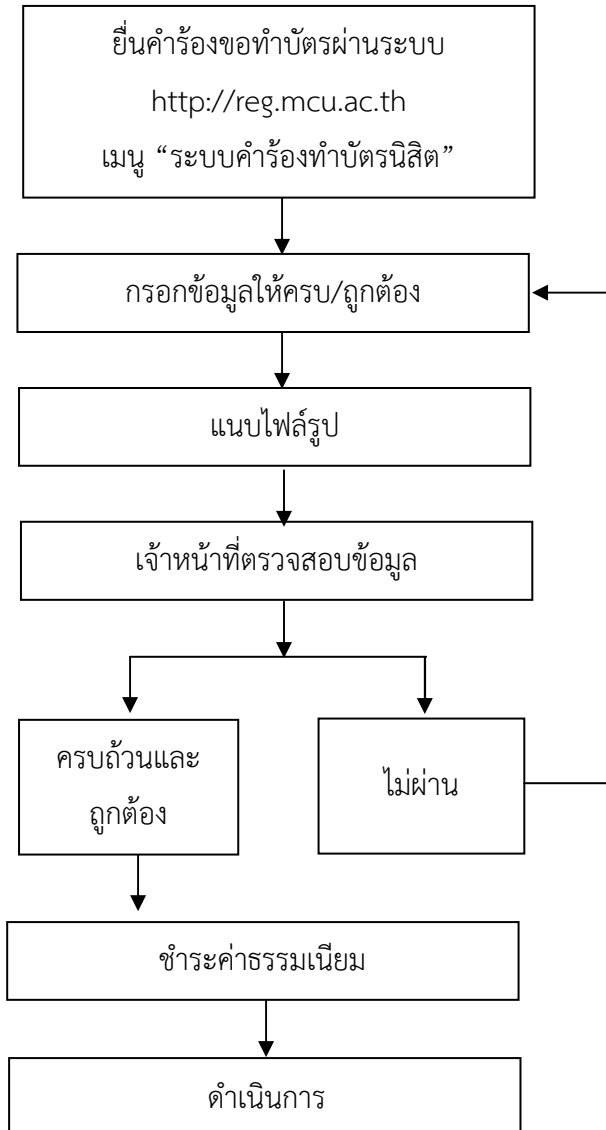 ยื่นคำร้องขอทำบัตรผ่านระบบ
http://reg.mcu.ac.th
เมนู “ระบบคำร้องทำบัตรนิสิต”
กรอกข้อมูลให้ครบ/ถูกต้อง
แนบไฟล์รูป
เจ้าหน้าที่ตรวจสอบข้อมูล
ครบถ้วนและ
ถูกต้อง
ไม่ผ่าน
ชำระค่าธรรมเนียม
ดำเนินการ